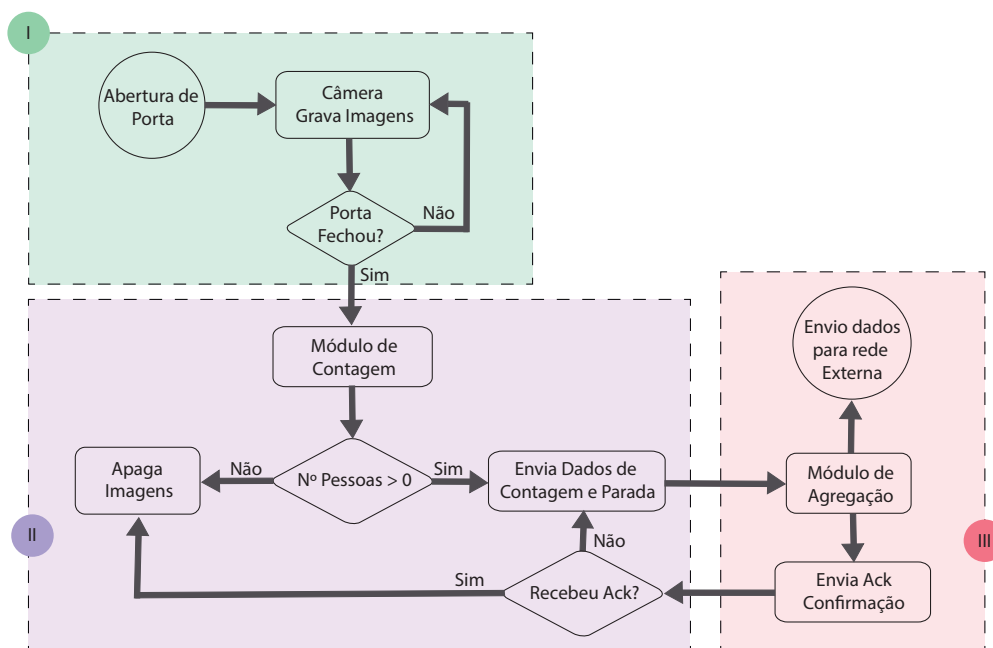 I
Abertura de
Porta
Câmera
Grava Imagens
Porta
Fechou?
Não
Sim
II
Módulo de
Contagem
Nº Pessoas > 0
Não
Sim
Apaga
Imagens
Envia Dados de
Contagem e Parada
Não
Recebeu Ack?
Sim
III
Envio dados
para rede
Externa
Módulo de
Agregação
Envia Ack
Confirmação